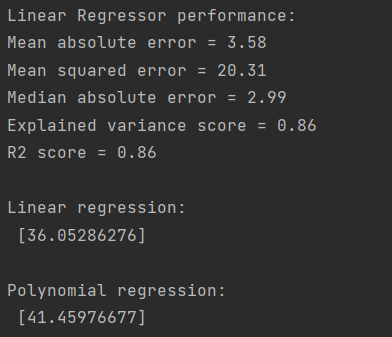 Linear Regressor performance:
Mean absolute error = 3.58
Mean squared error = 20.31
Median absolute error = 2.99
Explained variance score = 0.86
R2 score = 0.86
Linear regression:
[36.05286276]
Polynomial regression:
[41.45976677]